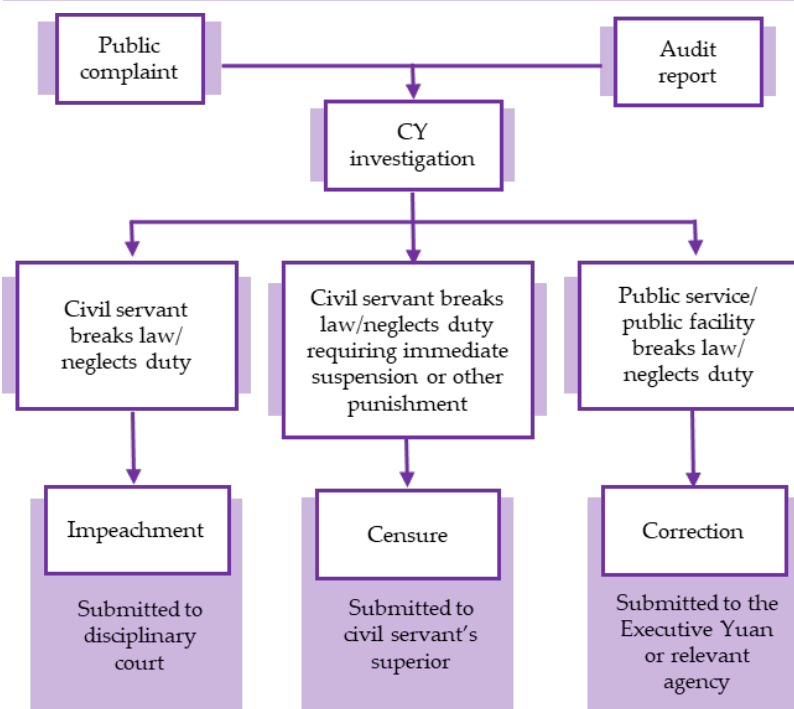 Public
complaint
Audit
report
CY
investigation
Civil servant
breaks law/
neglects duty
Civil servant breaks
law/neglects duty
requiring immediate
suspension or other
punishment
Public service/
public facility
breaks law/
neglects duty
Impeachment
Submitted to
disciplinary
court
Censure
Submitted to
civil servant’s
superior
Correction
Submitted to the
Executive Yuan
or relevant
agency